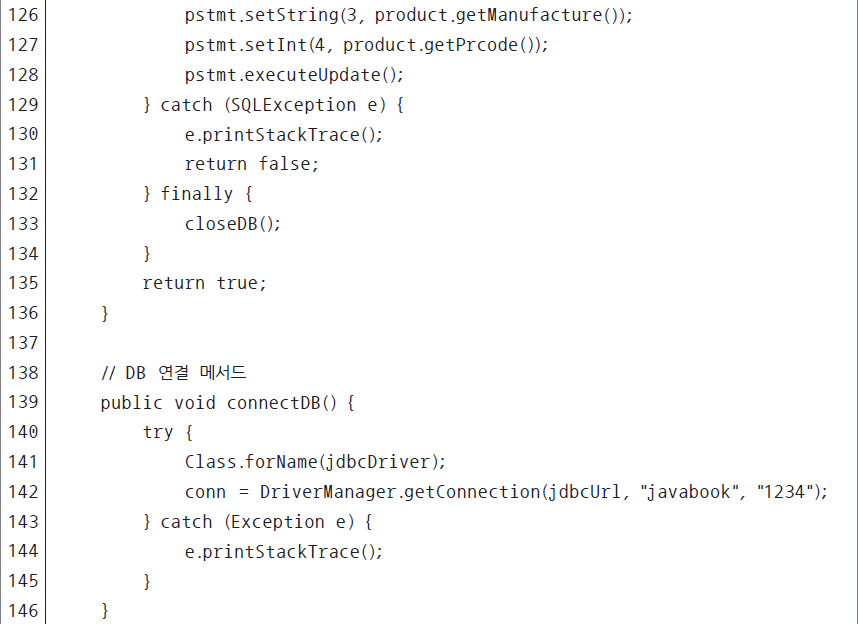 126 pstmt.setString(3, product.getManufacture());
127 pstmt.setInt(4, product.getPrcode());
128 pstmt.executeUpdate();
129 } catch (SQLException e) {
130 e.printStackTrace();
131 return false;
132 } finally {
133 closeDB();
134 }
135 return true;
136 }
137
138 // DB 연결 메서드
139 public void connectDB() {
140 try {
141 Class.forName(jdbcDriver);
142 conn = DriverManager.getConnection(jdbcUrl, "javabook", "1234");
143 } catch (Exception e) {
144 e.printStackTrace();
145 }
146 }